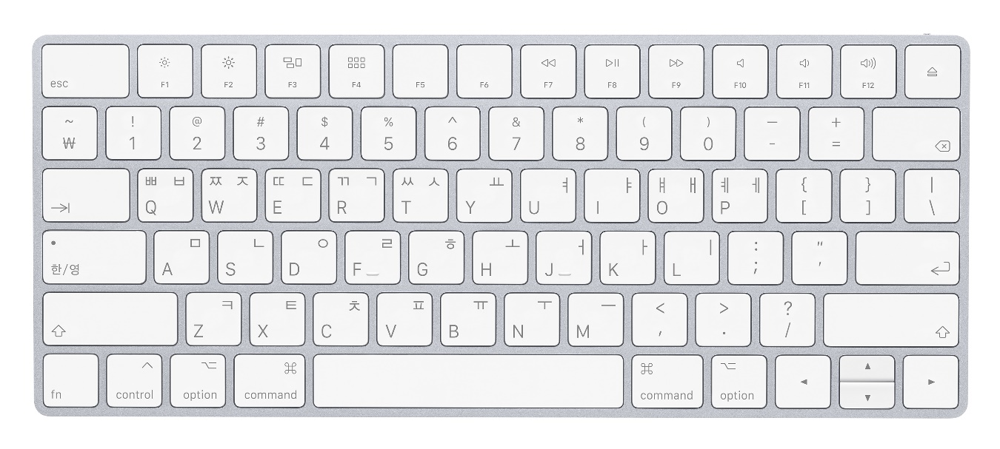 esc F1 F2 F3 F4 F5 F6 F7 F8 F9 F10 F11 F12
~ ! @ # $ % ^ & * ( ) — +
₩ 1 2 3 4 5 6 7 8 9 0 - =
ㅃ ㅂ ㅉ ㅈ ㄸ ㄷ ㄲ ㄱ ㅆ ㅅ ㅛ ㅕ ㅑ ㅒ ㅐ ㅖ ㅔ { } |
Q W E R T Y U I O P [ ] \
ㅁ ㄴ ㅇ ㄹ ㅎ ㅗ ㅓ ㅏ ㅣ : "
한/영 A S D F G H J K L ; '
ㅋ ㅌ ㅊ ㅍ ㅠ ㅜ ㅡ < > ?
Z X C V B N M , . /
fn control option command command option